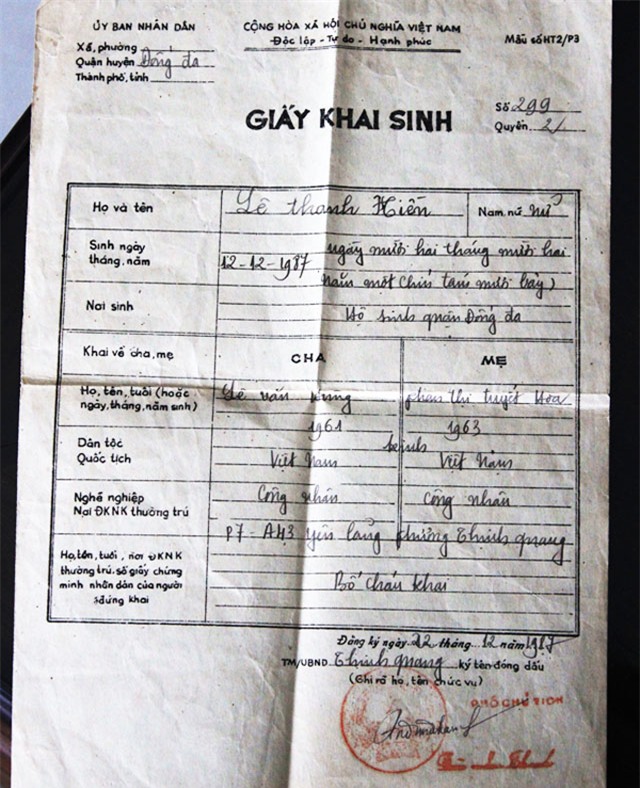 ỦY BAN NHÂN DÂN
CỘNG HÒA XÃ HỘI CHỦ NGHĨA VIỆT NAM
Xã, phường
Độc lập - Tự do - Hạnh phúc
Mẫu số HT2/P3
Quận huyện Đống đa
Thành phố, tỉnh
GIẤY KHAI SINH
Số 299
Quyển 2/
Họ và tên Lê thanh Hiền Nam nữ nữ
Sinh ngày tháng, năm 12-12-1987 ngày mười hai tháng mười hai
năm một chín tám mười bảy)
Nơi sinh Hộ sinh quận Đống đa
Khai về cha, mẹ CHA MẸ
Họ, tên, tuổi (hoặc Lê văn phan thị tuyết Hoa
ngày, tháng, năm sinh) 1961 1963
Dân tộc kinh
Quốc tịch Việt Nam Việt Nam
Nghề nghiệp Công nhân công nhân
Nơi ĐKNK thường trú
P7 - A43 yên lãng phường Thịnh quang
Họ, tên, tuổi, nơi ĐKNK
thường trú, số giấy chứng
minh nhân dân của người
đứng khai
Bố cháu khai
Đăng ký ngày 22 tháng 12 năm 1987
TM/UBND Thịnh quang ký tên đóng dấu
(Ghi rõ họ, tên chức vụ)
PHÓ CHỦ TỊCH